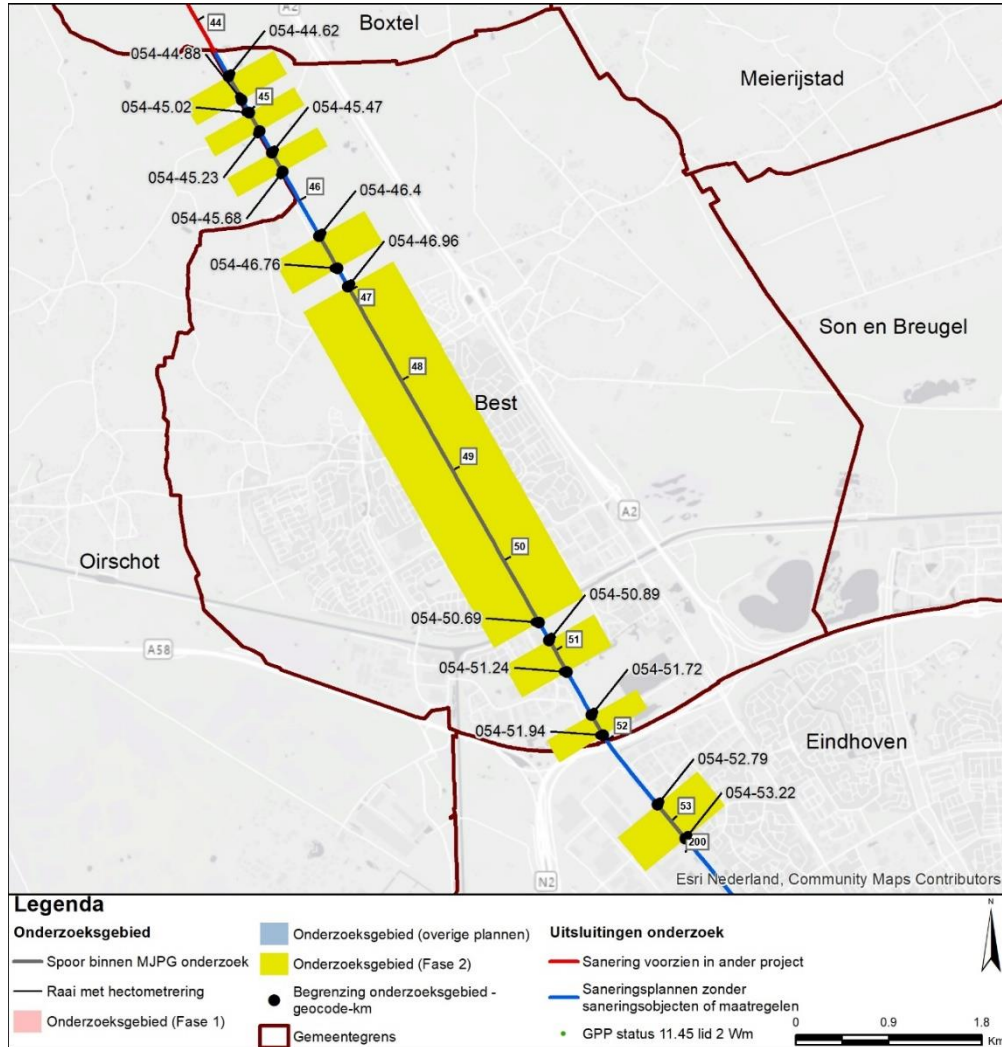 A2
Boxtel
44
054-44.62
054-44.88
Meierijstad
45
054-45.02
054-45.47
054-45.23
46
054-45.68
054-46.4
054-46.96
054-46.76
47
Son en Breugel
48
Best
49
A2
50
Oirschot
054-50.89
054-50.69
51
A58
054-51.24
054-51.72
52
054-51.94
Eindhoven
054-52.79
53
054-53.22
200
N2
Esri Nederland, Community Maps Contributors
Legenda
Onderzoeksgebied
Spoor binnen MJPG onderzoek
Raai met hectometrering
Onderzoeksgebied (Fase 1)
Onderzoeksgebied (overige plannen)
Onderzoeksgebied (Fase 2)
Begrenzing onderzoeksgebied -
geocode-km
Gemeentegrens
Uitsluitingen onderzoek
Sanering voorzien in ander project
Saneringsplannen zonder
saneringsobjecten of maatregelen
GPP status 11.45 lid 2 Wm
N
0 0.9 1.8
Km